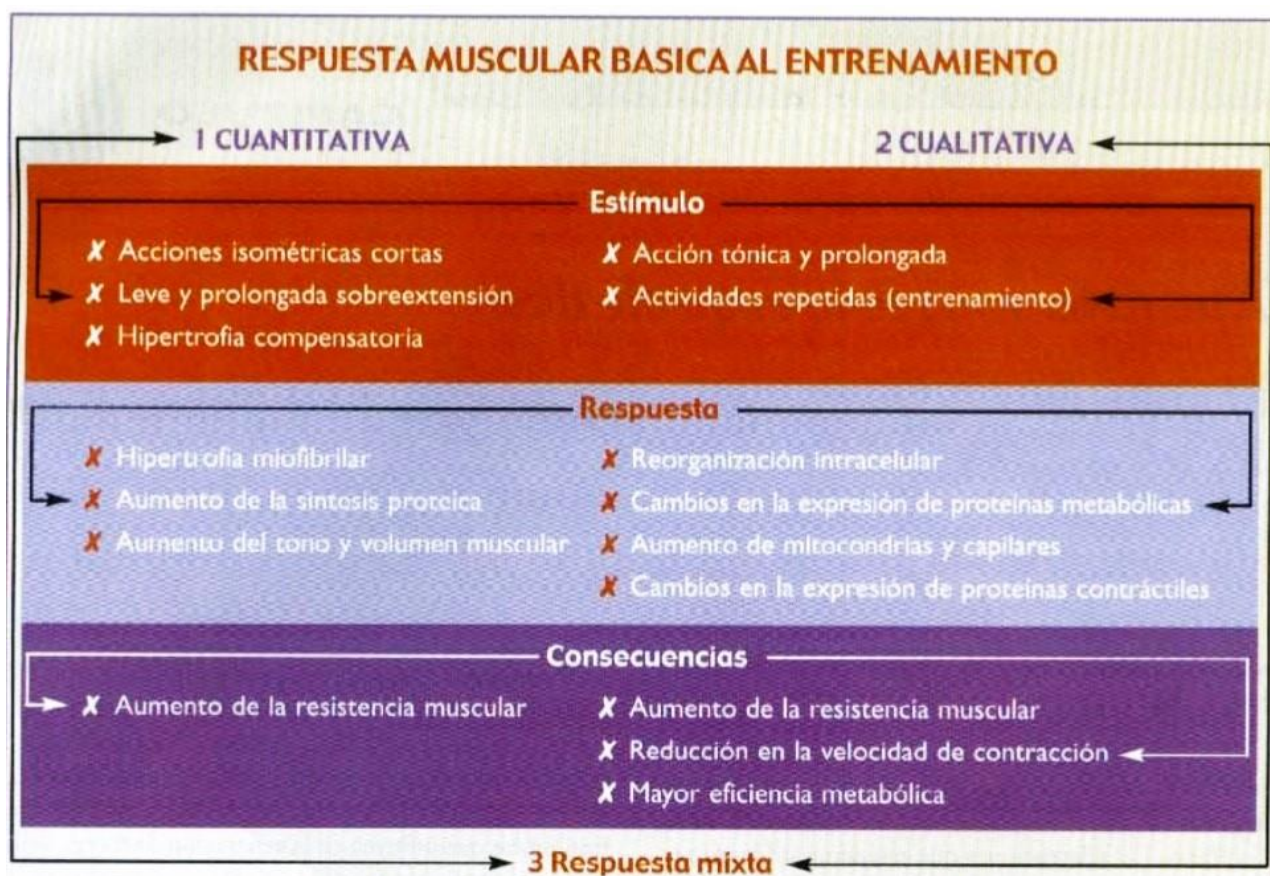 RESPUESTA MUSCULAR BASICA AL ENTRENAMIENTO
1 CUANTITATIVA
2 CUALITATIVA
Estímulo
✗ Acciones isométricas cortas
✗ Leve y prolongada sobreextensión
✗ Hipertrofia compensatoria
✗ Acción tónica y prolongada
✗ Actividades repetidas (entrenamiento)
Respuesta
✗ Hipertrofia miofibrilar
✗ Aumento de la síntesis proteica
✗ Aumento del tono y volumen muscular
✗ Reorganización intracelular
✗ Cambios en la expresión de proteínas metabólicas
✗ Aumento de mitocondrias y capilares
✗ Cambios en la expresión de proteínas contráctiles
Consecuencias
✗ Aumento de la resistencia muscular
✗ Aumento de la resistencia muscular
✗ Reducción en la velocidad de contracción
✗ Mayor eficiencia metabólica
3 Respuesta mixta